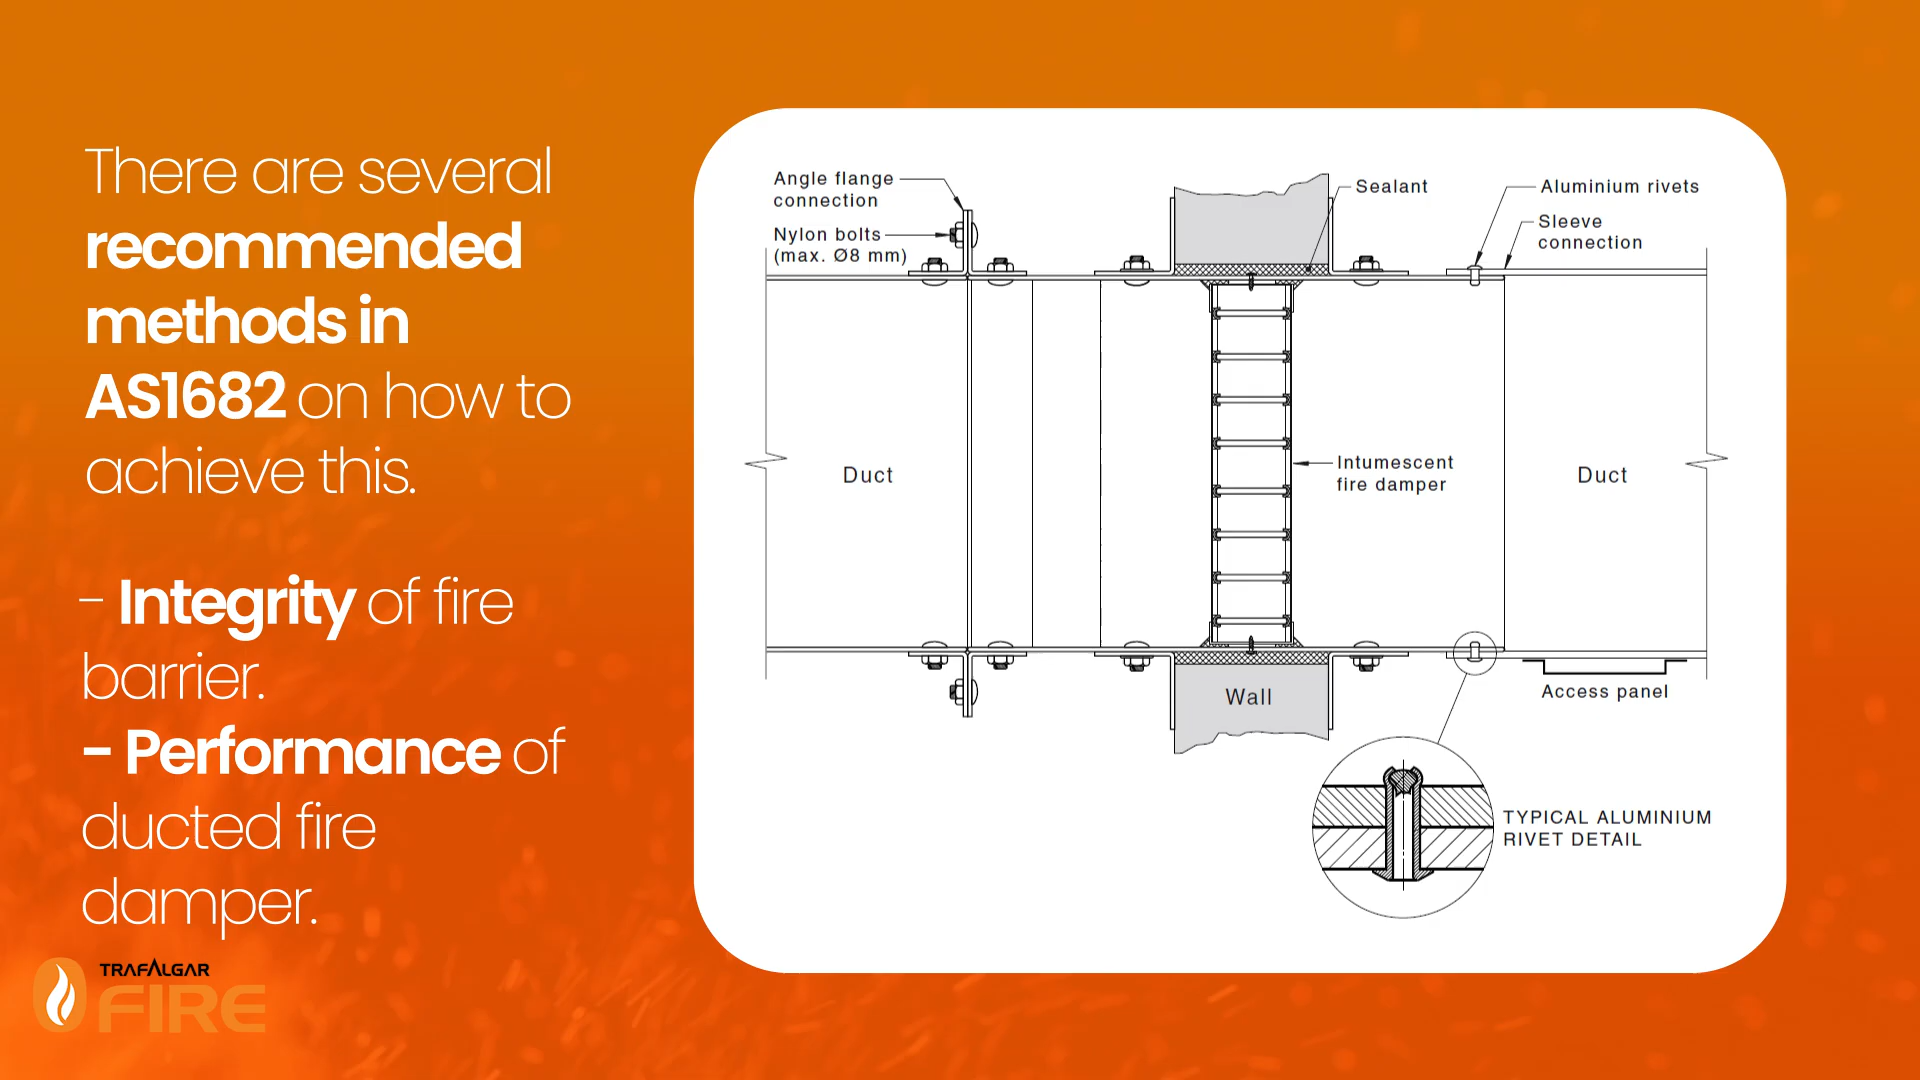 There are several
recommended
methods in
AS1682 on how to
achieve this.
- Integrity of fire
barrier.
- Performance of
ducted fire
damper.
TRAFALGAR
FIRE
Angle flange
connection
Nylon bolts
(max. Ø8 mm)
Sealant
Aluminium rivets
Sleeve
connection
Duct
Intumescent
fire damper
Duct
Wall
Access panel
TYPICAL ALUMINIUM
RIVET DETAIL